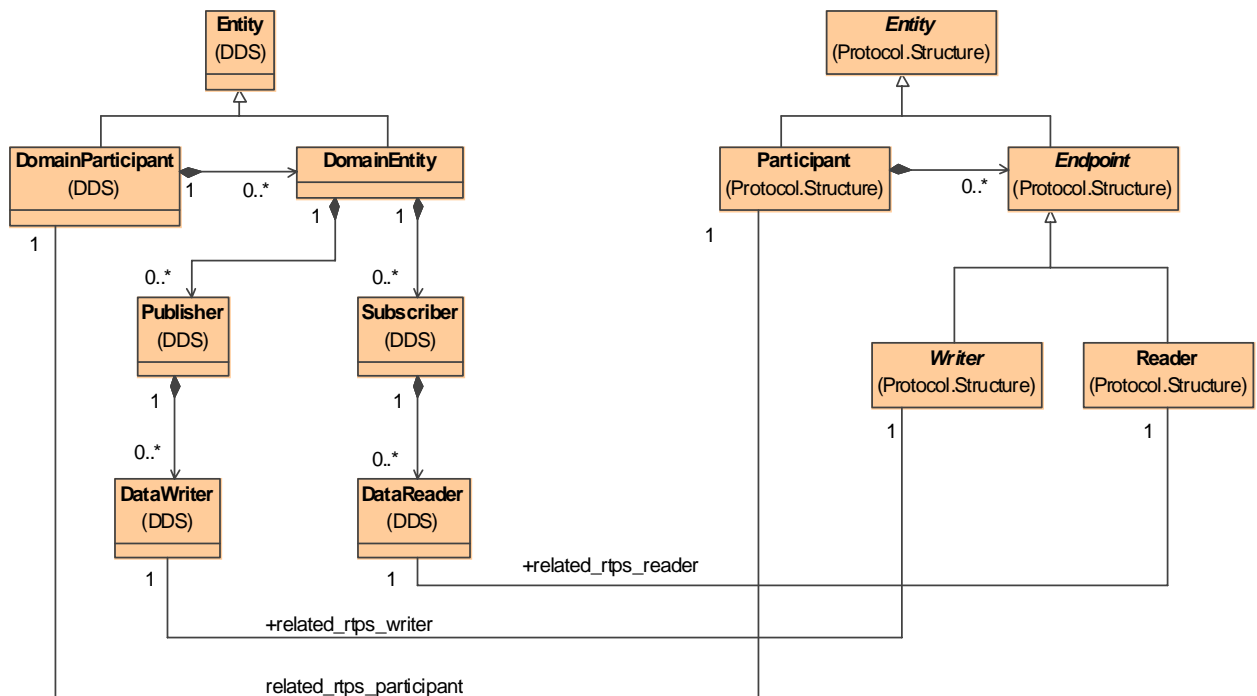 Entity
(DDS)
Entity
(Protocol.Structure)
DomainParticipant
(DDS)
1
0..*
DomainEntity
Participant
(Protocol.Structure)
0..*
Endpoint
(Protocol.Structure)
1
1
1
1
0..*
0..*
Publisher
(DDS)
Subscriber
(DDS)
Writer
(Protocol.Structure)
Reader
(Protocol.Structure)
1
1
1
1
0..*
0..*
DataWriter
(DDS)
DataReader
(DDS)
1
1
+related_rtps_reader
+related_rtps_writer
related_rtps_participant